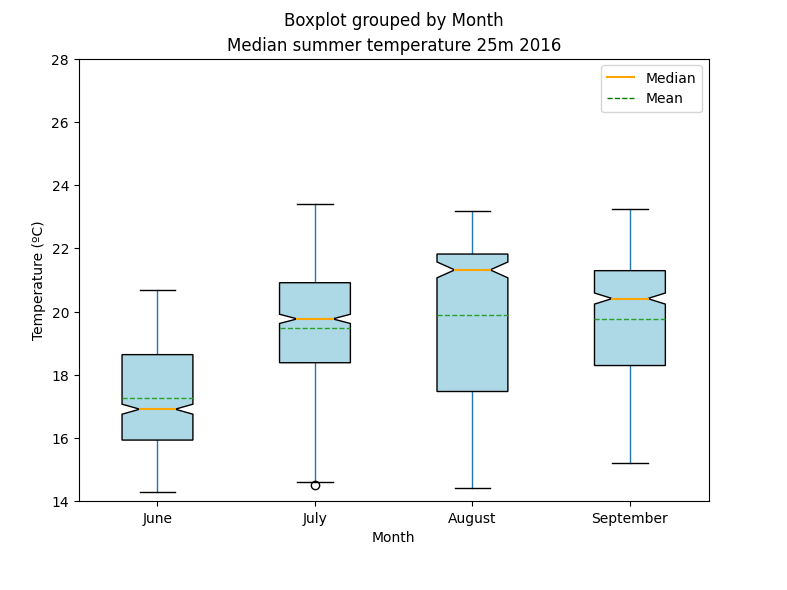 Boxplot grouped by Month
Median summer temperature 25m 2016
Median
Mean
Temperature (ºC)
28
26
24
22
20
18
16
14
June July August September
Month